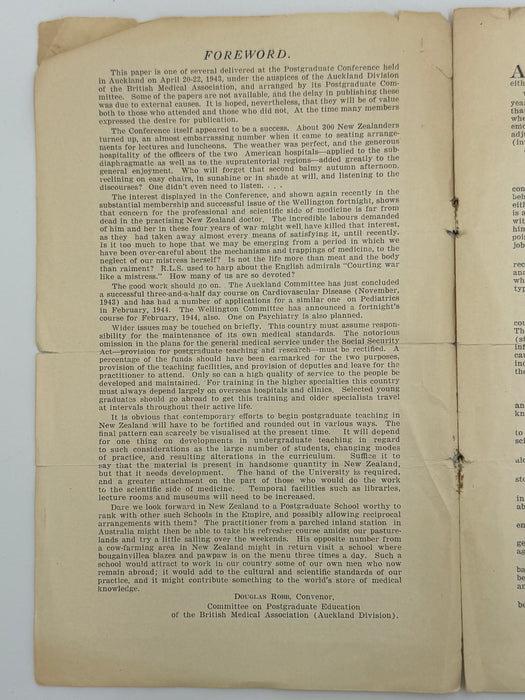 FOREWORD.
This paper is one of several delivered at the Postgraduate Conference held
in Auckland on April 20-22, 1943, under the auspices of the Auckland Division
of the British Medical Association, and arranged by its Postgraduate Com-
mittee. Some of the papers are not available, and the delay in publishing these
was due to external causes. It is hoped, nevertheless, that they will be of value
both to those who attended and those who did not. At the time many members
expressed the desire for publication.
The Conference itself appeared to be a success. About 300 New Zealanders
turned up, an almost embarrassing number when it came to seating arrange-
ments for lectures and luncheons. The weather was perfect, and the generous
hospitality of the officers of the two American hospitals—applied to the sub-
diaphragmatic as well as to the supratentorial regions—added greatly to the
general enjoyment. Who will forget that second balmy autumn afternoon,
reclining on easy chairs, in sunshine or in shade at will, and listening to the
discourses? One didn't even need to listen. . . .
The interest displayed in the Conference, and shown again recently in the
substantial membership and successful issue of the Wellington fortnight, shows
that concern for the professional and scientific side of medicine is far from
dead in the practising New Zealand doctor. The incredible labours demanded
of him and her in these four years of war might well have killed that interest,
as they had taken away almost every means of satisfying it, until recently.
Is it too much to hope that we may be emerging from a period in which we
have been over-careful about the mechanisms and trappings of medicine, to the
neglect of our mistress herself? Is not the life more than meat and the body
than raiment? R.L.S. used to harp about the English admirals "Courting war
like a mistress." How many of us are so devoted?
The good work should go on. The Auckland Committee has just concluded
a successful three-and-a-half day course on Cardiovascular Disease (November,
1943) and has had a number of applications for a similar one on Pediatrics
in February, 1944. The Wellington Committee has announced a fortnight's
course for February, 1944, also. One on Psychiatry is also planned.
Wider issues may be touched on briefly. This country must assume respon-
sibility for the maintenance of its own medical standards. The notorious
omission in the plans for the general medical service under the Social Security
Act—provision for postgraduate teaching and research—must be rectified. A
percentage of the funds should have been earmarked for the two purposes,
provision of the teaching facilities, and provision of deputies and leave for the
practitioner to attend. Only so can a high quality of service to the people be
developed and maintained. For training in the higher specialties this country
must always depend largely on overseas hospitals and clinics. Selected young
graduates should go abroad to get this training and older specialists travel
at intervals throughout their active life.
It is obvious that contemporary efforts to begin postgraduate teaching in
New Zealand will have to be fortified and rounded out in various ways. The
final pattern can scarcely be visualised at the present time. It will depend
for one thing on developments in undergraduate teaching in regard
to such considerations as the large number of students, changing modes
of practice, and resulting alterations in the curriculum. Suffice it to
say that the material is present in handsome quantity in New Zealand,
but that it needs development. The hand of the University is required,
and a greater attachment on the part of those who would do the work
to the scientific side of medicine. Temporal facilities such as libraries,
lecture rooms and museums will need to be increased.
Dare we look forward in New Zealand to a Postgraduate School worthy to
rank with other such Schools in the Empire, and possibly allowing reciprocal
arrangements with them? The practitioner from a parched inland station in
Australia might then be able to take his refresher course amidst our pasture-
lands and try a little sailing over the weekends. His opposite number from
a cow-farming area in New Zealand might in return visit a school where
bougainvillea blazes and pawpaw is on the menu three times a day. Such a
school would attract to work in our country some of our own men who now
remain abroad; it would add to the cultural and scientific standards of our
practice, and it might contribute something to the world's store of medical
knowledge.
DOUGLAS ROBB, Convenor,
Committee on Postgraduate Education
of the British Medical Association (Auckland Division).